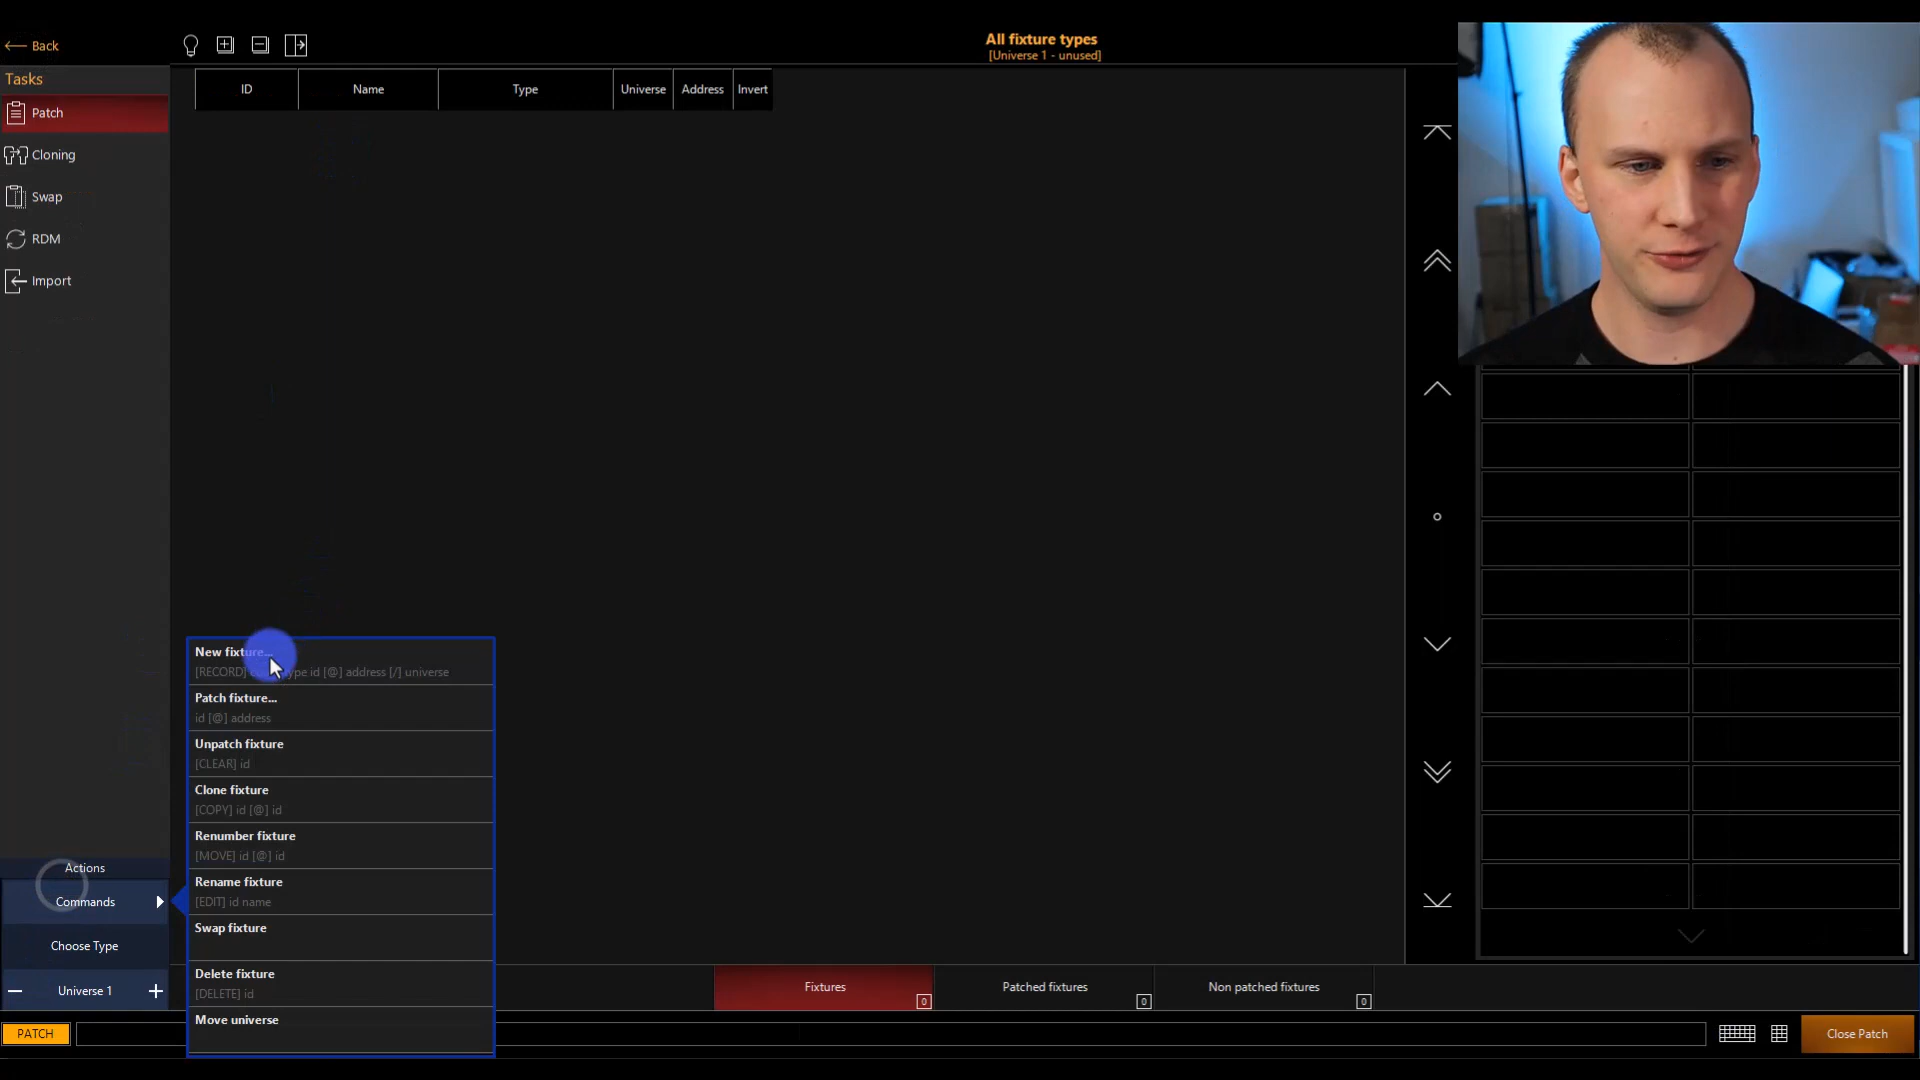 Back
All fixture types
[Universe 1 - unused]
Tasks
ID Name Type Universe Address Invert
Patch
Cloning
Swap
RDM
Import
New fixture...
[RECORD] id [@] address [/] universe
Patch fixture...
id [@] address
Unpatch fixture
[CLEAR] id
Clone fixture
[COPY] id [@] id
Renumber fixture
[MOVE] id [@] id
Rename fixture
[EDIT] id name
Swap fixture
Delete fixture
[DELETE] id
Move universe
Actions
Commands
Choose Type
Universe 1
Fixtures 0
Patched fixtures 0
Non patched fixtures 0
PATCH
Close Patch